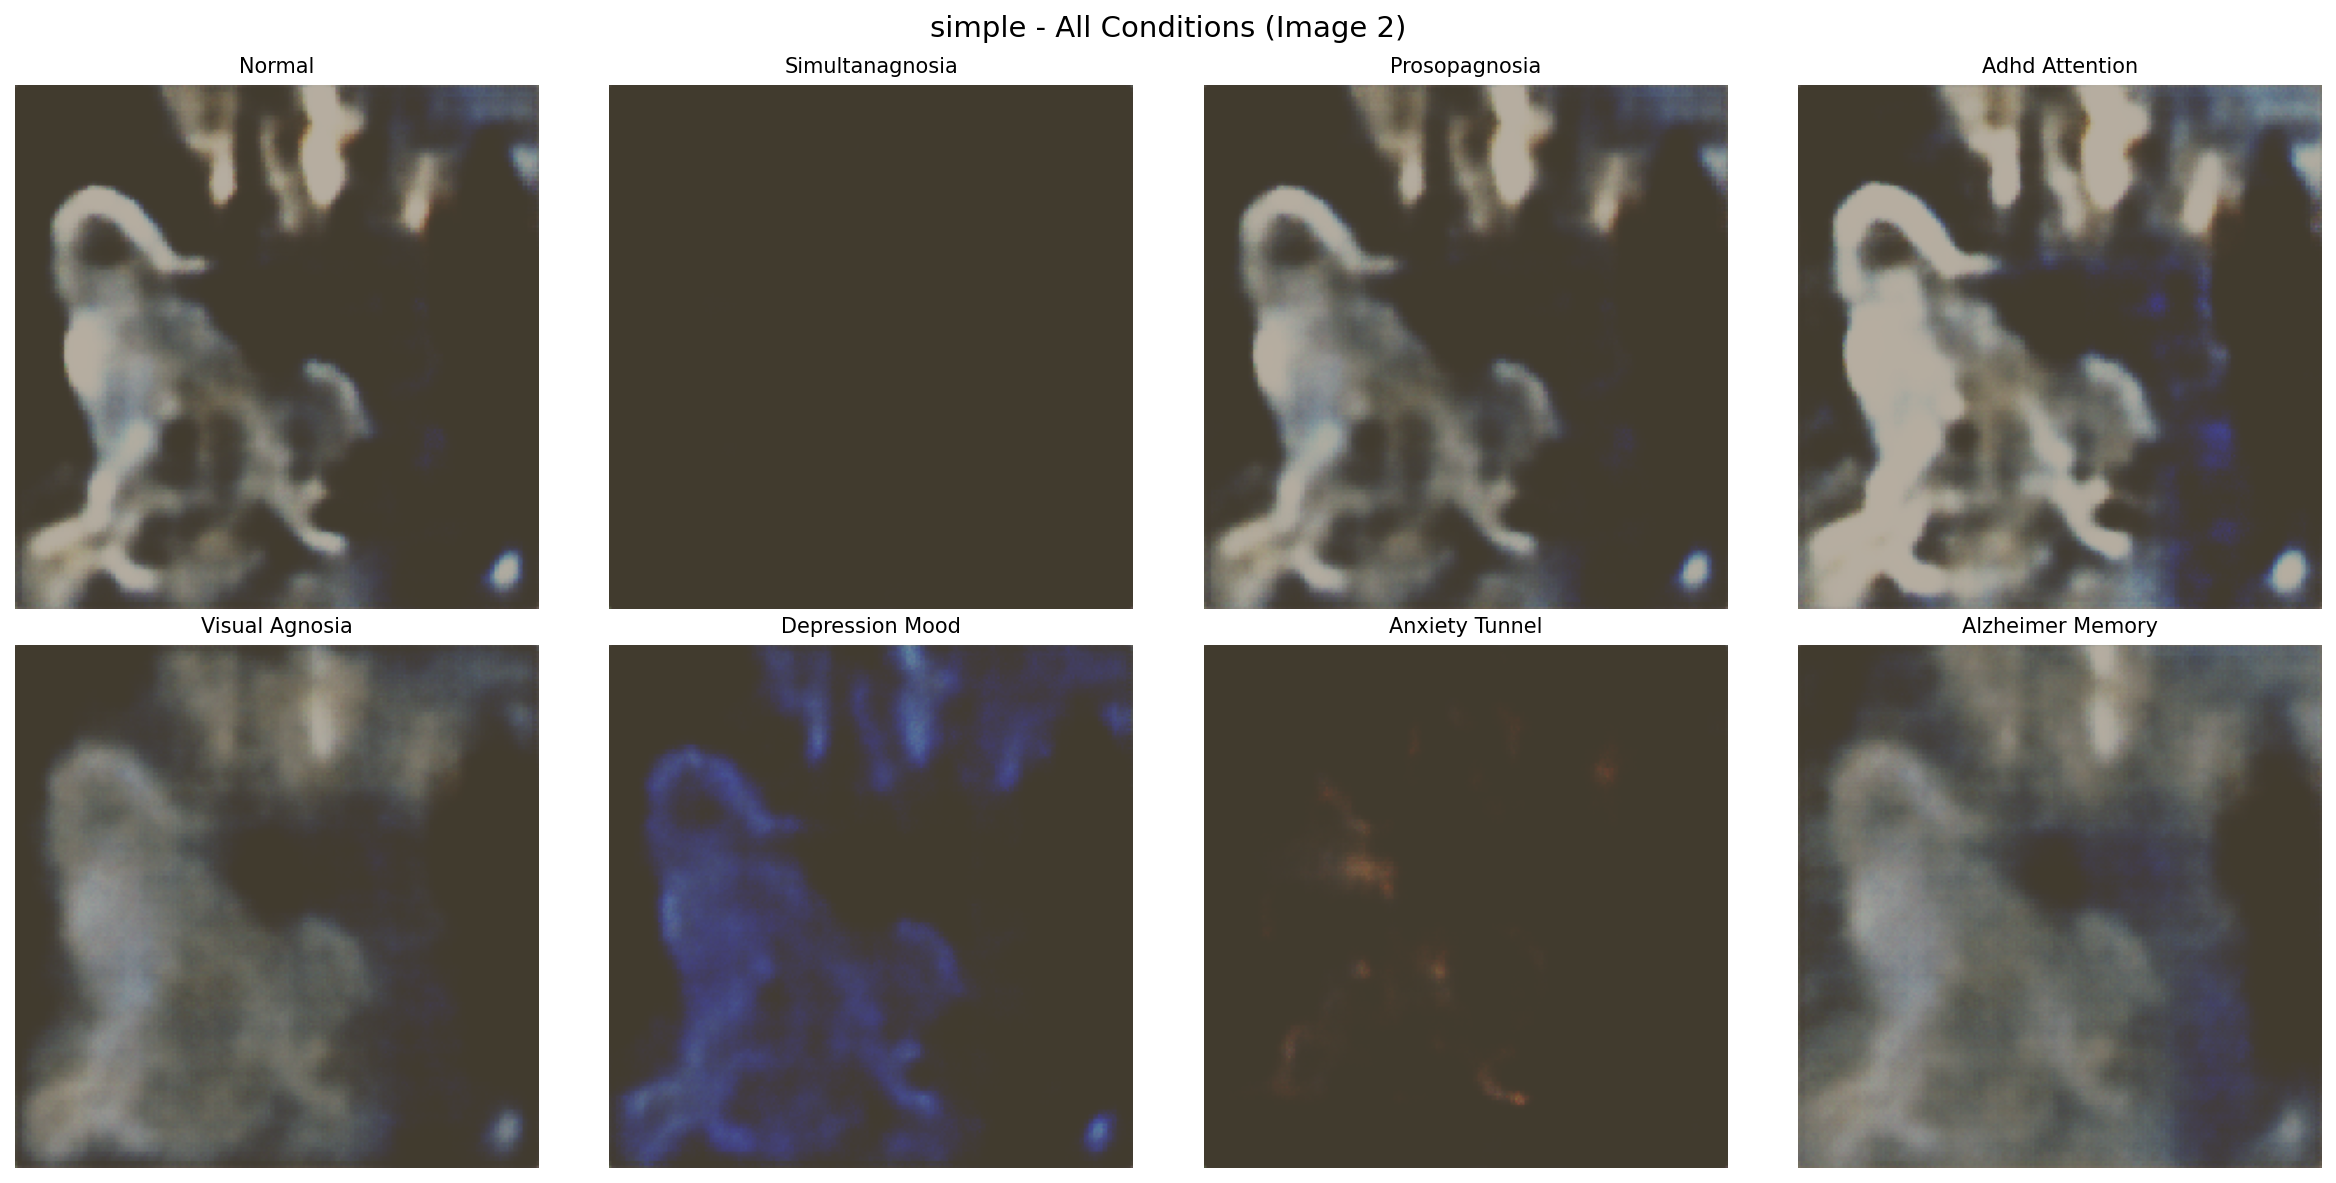 simple - All Conditions (Image 2)
Normal
Simultanagnosia
Prosopagnosia
Adhd Attention
Visual Agnosia
Depression Mood
Anxiety Tunnel
Alzheimer Memory